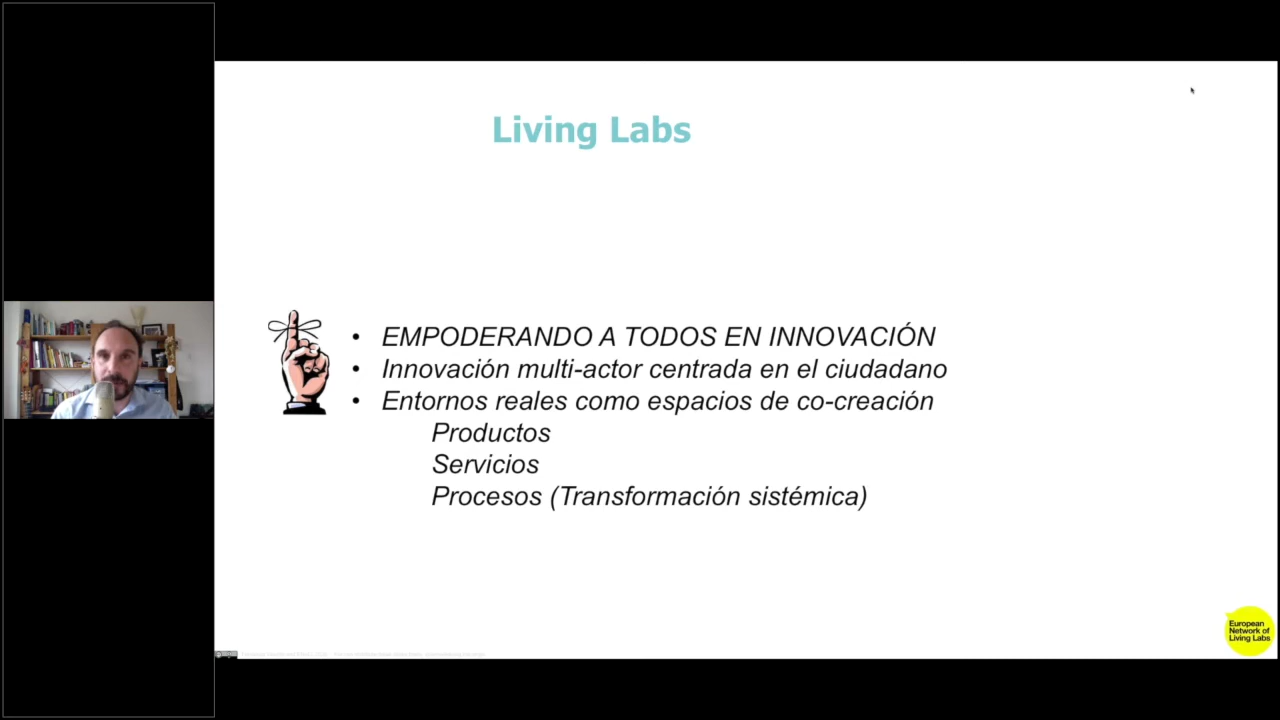 Living Labs
• EMPODERANDO A TODOS EN INNOVACIÓN
• Innovación multi-actor centrada en el ciudadano
• Entornos reales como espacios de co-creación
Productos
Servicios
Procesos (Transformación sistémica)
European
Network of
Living Labs